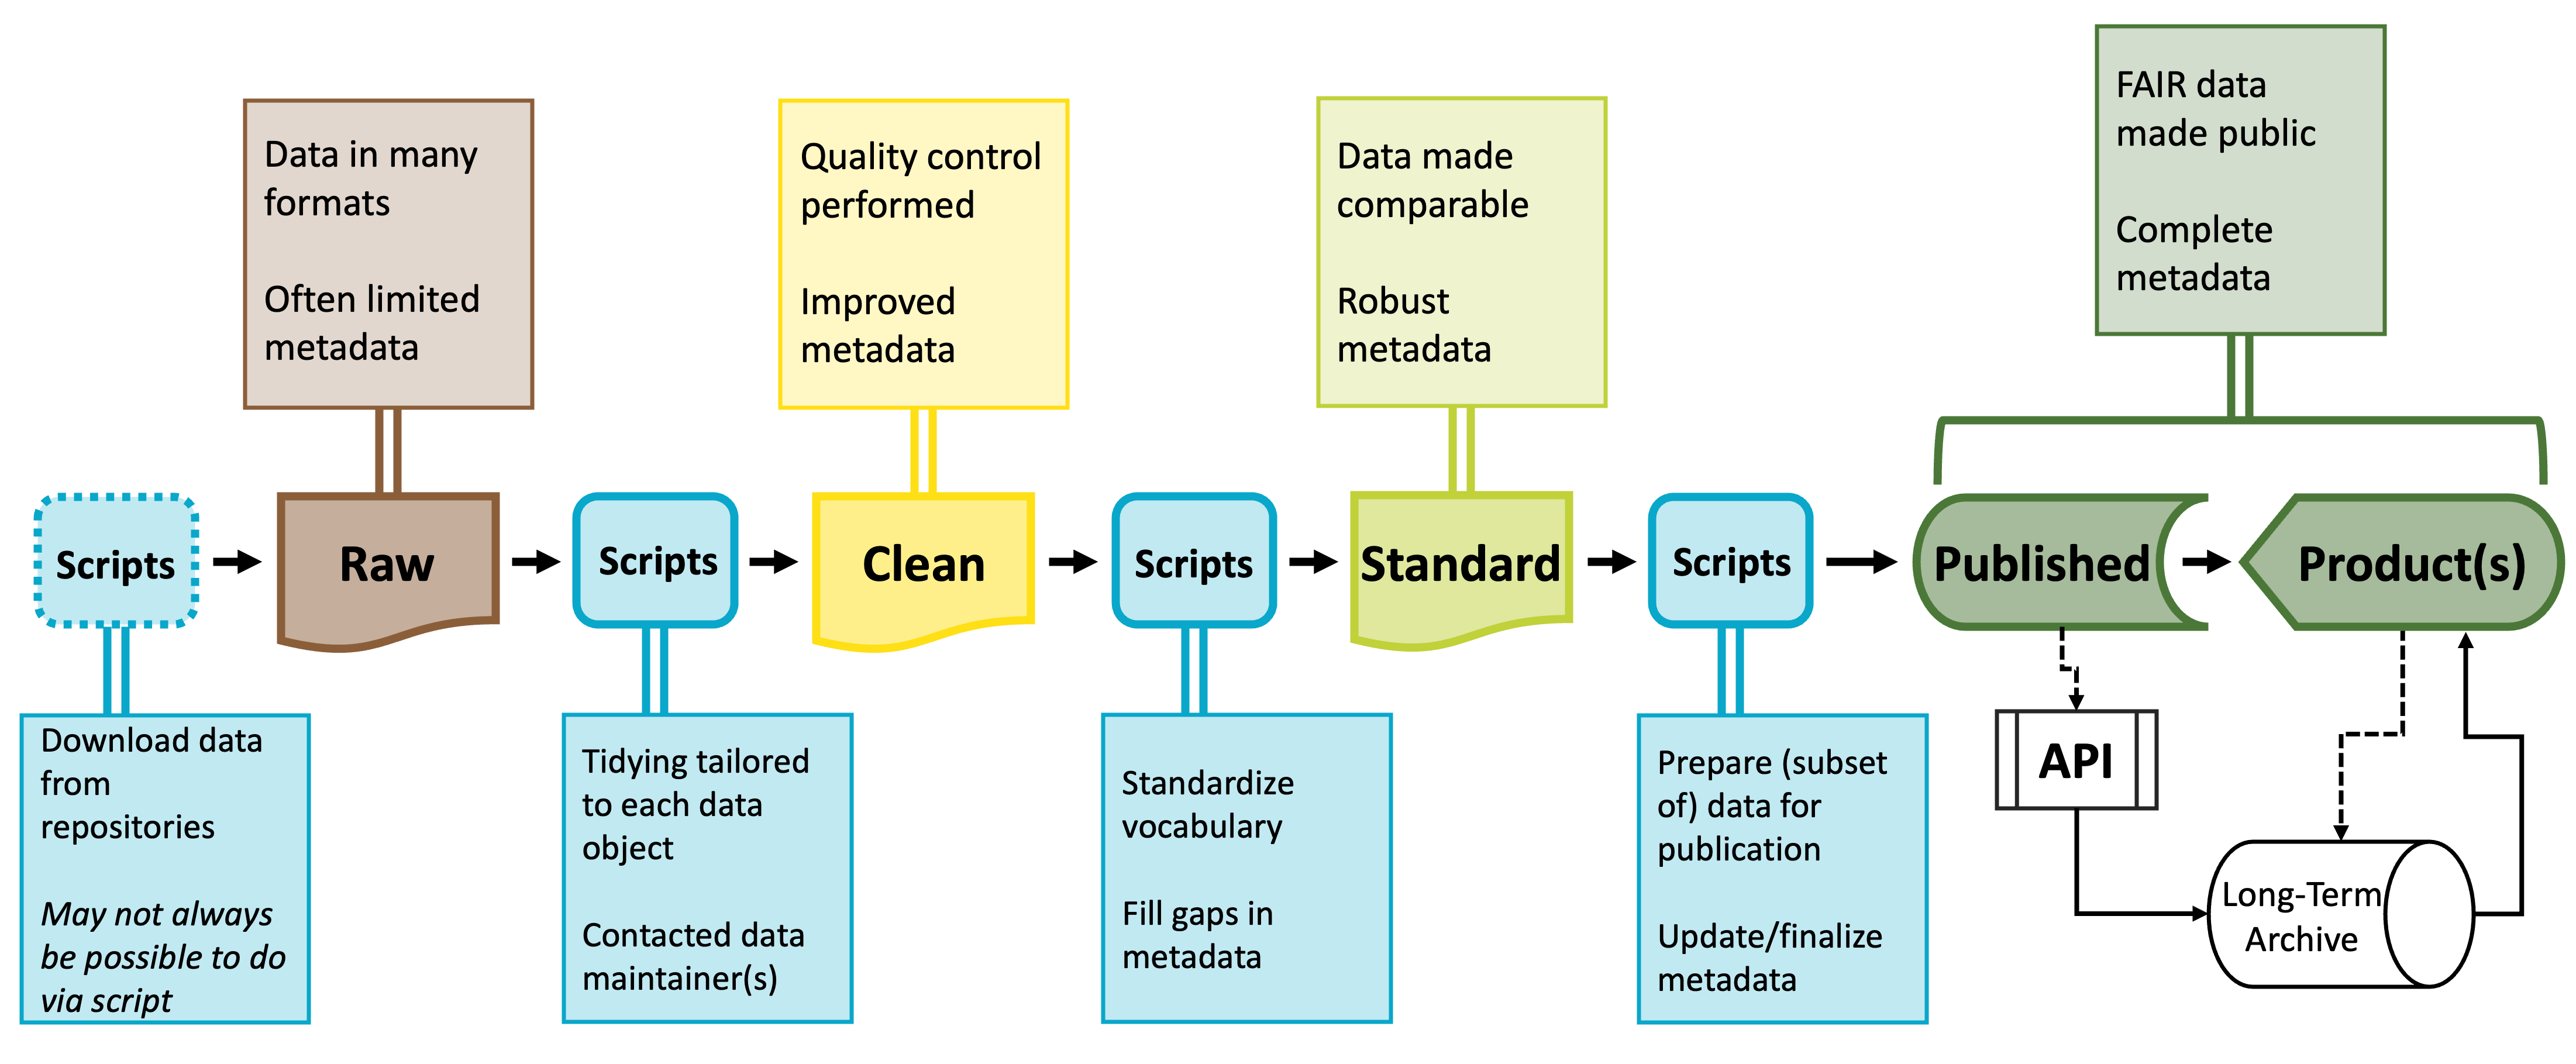 Data in many
formats
Often limited
metadata
Quality control
performed
Improved
metadata
Data made
comparable
Robust
metadata
FAIR data
made public
Complete
metadata
Scripts
Raw
Scripts
Clean
Scripts
Standard
Scripts
Published
Product(s)
Download data
from
repositories
May not always
be possible to do
via script
Tidying tailored
to each data
object
Contacted data
maintainer(s)
Standardize
vocabulary
Fill gaps in
metadata
Prepare (subset
of) data for
publication
Update/finalize
metadata
API
Long-Term
Archive